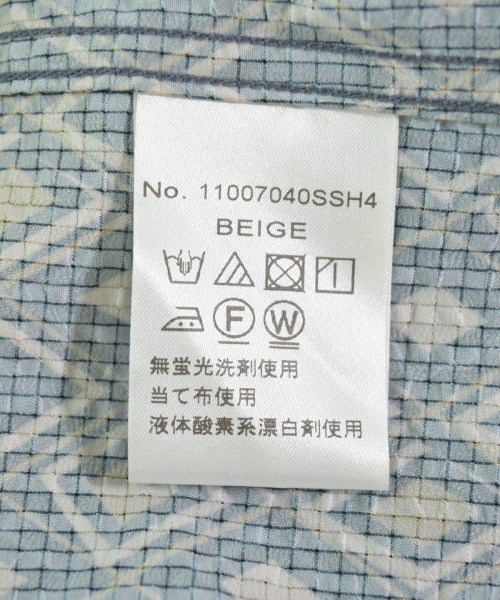 No. 11007040SSH4
BEIGE
F W
無蛍光洗剤使用
当て布使用
液体酸素系漂白剤使用